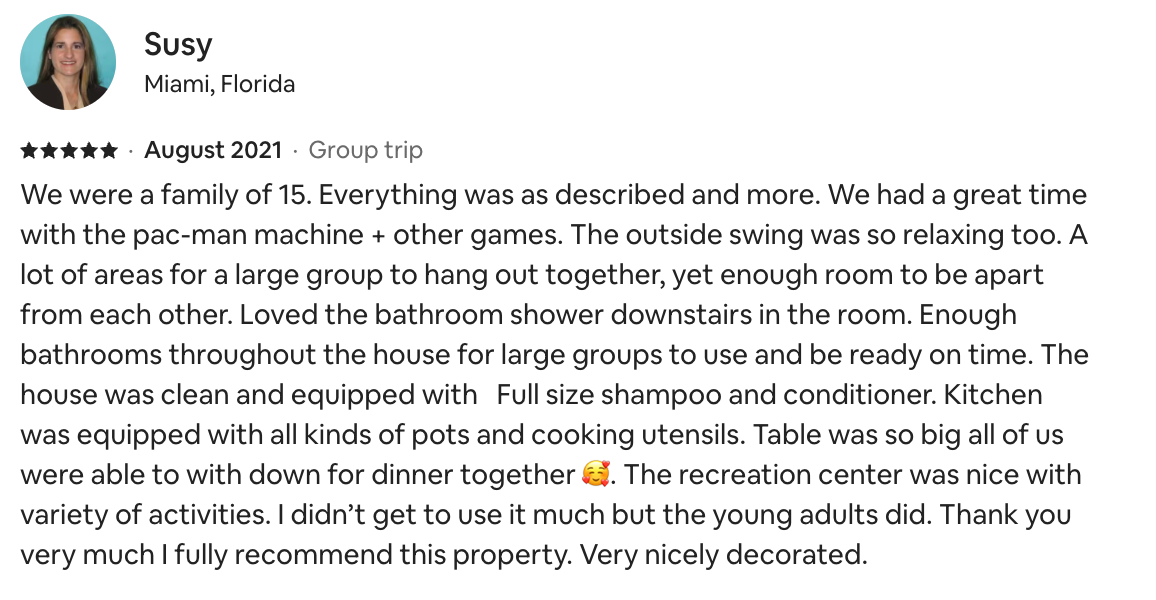 Susy
Miami, Florida
★★★★★ · August 2021 · Group trip
We were a family of 15. Everything was as described and more. We had a great time
with the pac-man machine + other games. The outside swing was so relaxing too. A
lot of areas for a large group to hang out together, yet enough room to be apart
from each other. Loved the bathroom shower downstairs in the room. Enough
bathrooms throughout the house for large groups to use and be ready on time. The
house was clean and equipped with   Full size shampoo and conditioner. Kitchen
was equipped with all kinds of pots and cooking utensils. Table was so big all of us
were able to with down for dinner together 🥰. The recreation center was nice with
variety of activities. I didn’t get to use it much but the young adults did. Thank you
very much I fully recommend this property. Very nicely decorated.